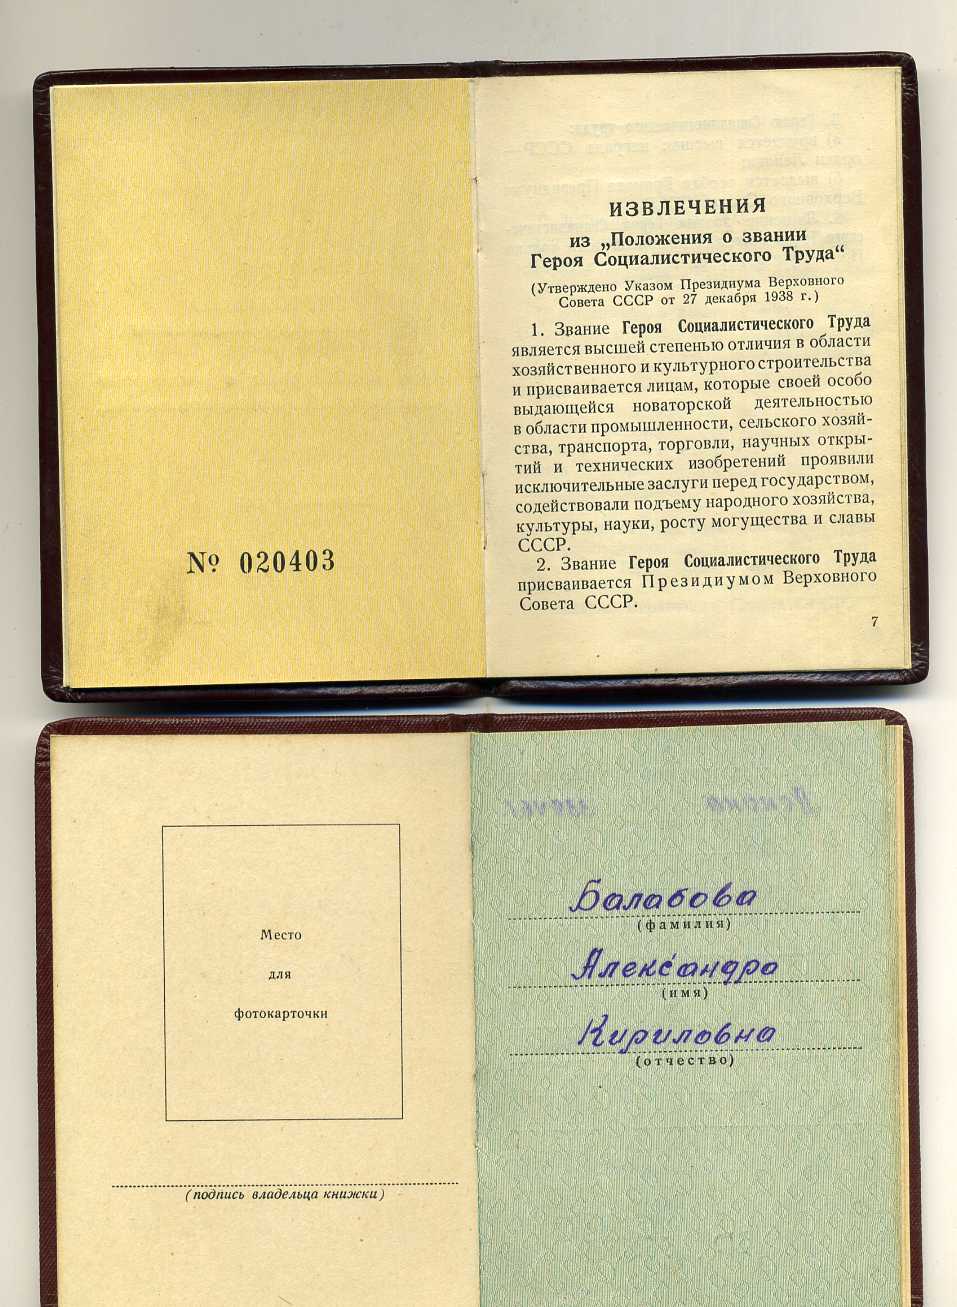 № 020403
ИЗВЛЕЧЕНИЯ
из „Положения о звании
Героя Социалистического Труда“
(Утверждено Указом Президиума Верховного
Совета СССР от 27 декабря 1938 г.)
1. Звание Героя Социалистического Труда
является высшей степенью отличия в области
хозяйственного и культурного строительства
и присваивается лицам, которые своей особо
выдающейся новаторской деятельностью
в области промышленности, сельского хозяй-
ства, транспорта, торговли, научных откры-
тий и технических изобретений проявили
исключительные заслуги перед государством,
содействовали подъему народного хозяйства,
культуры, науки, росту могущества и славы
СССР.
2. Звание Героя Социалистического Труда
присваивается Президиумом Верховного
Совета СССР.
7
Место
для
фотокарточки
(подпись владельца книжки)
Балабова
(фамилия)
Александра
(имя)
Кириловна
(отчество)